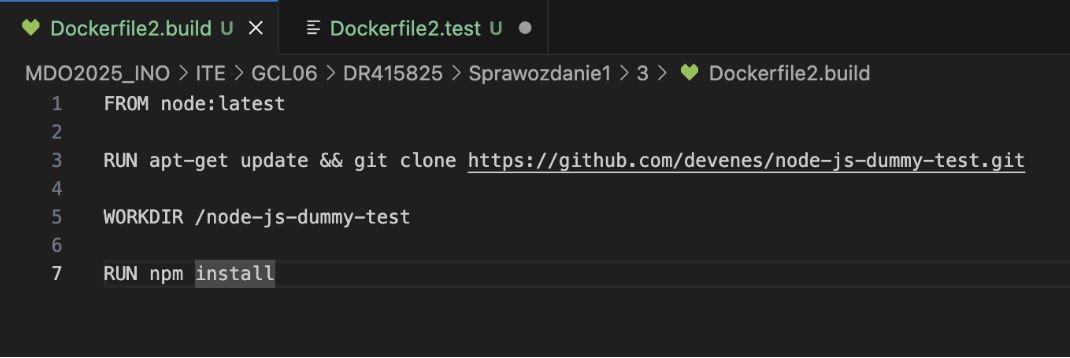 Dockerfile2.build U Dockerfile2.test U
MDO2025_INO > ITE > GCL06 > DR415825 > Sprawozdanie1 > 3 > Dockerfile2.build
1 FROM node:latest
2
3 RUN apt-get update && git clone https://github.com/devenes/node-js-dummy-test.git
4
5 WORKDIR /node-js-dummy-test
6
7 RUN npm install